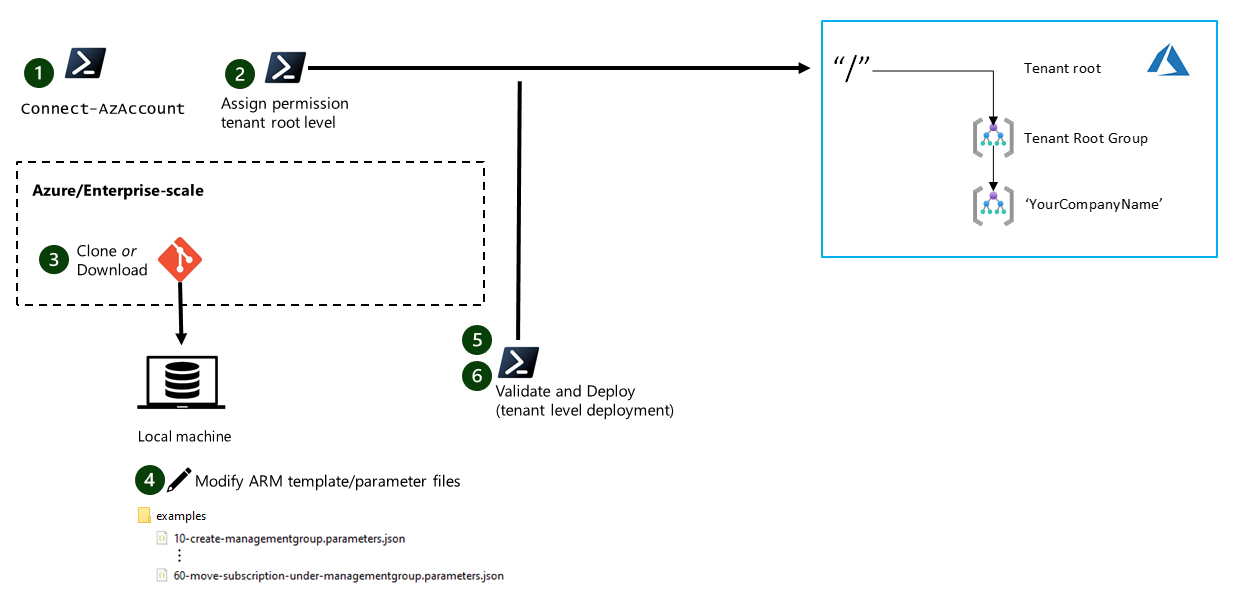 1
Connect-AzAccount
2
Assign permission
tenant root level
“/”
Tenant root
Tenant Root Group
‘YourCompanyName’
Azure/Enterprise-scale
3
Clone or
Download
Local machine
5
6
Validate and Deploy
(tenant level deployment)
4
Modify ARM template/parameter files
examples
10-create-managementgroup.parameters.json
60-move-subscription-under-managementgroup.parameters.json